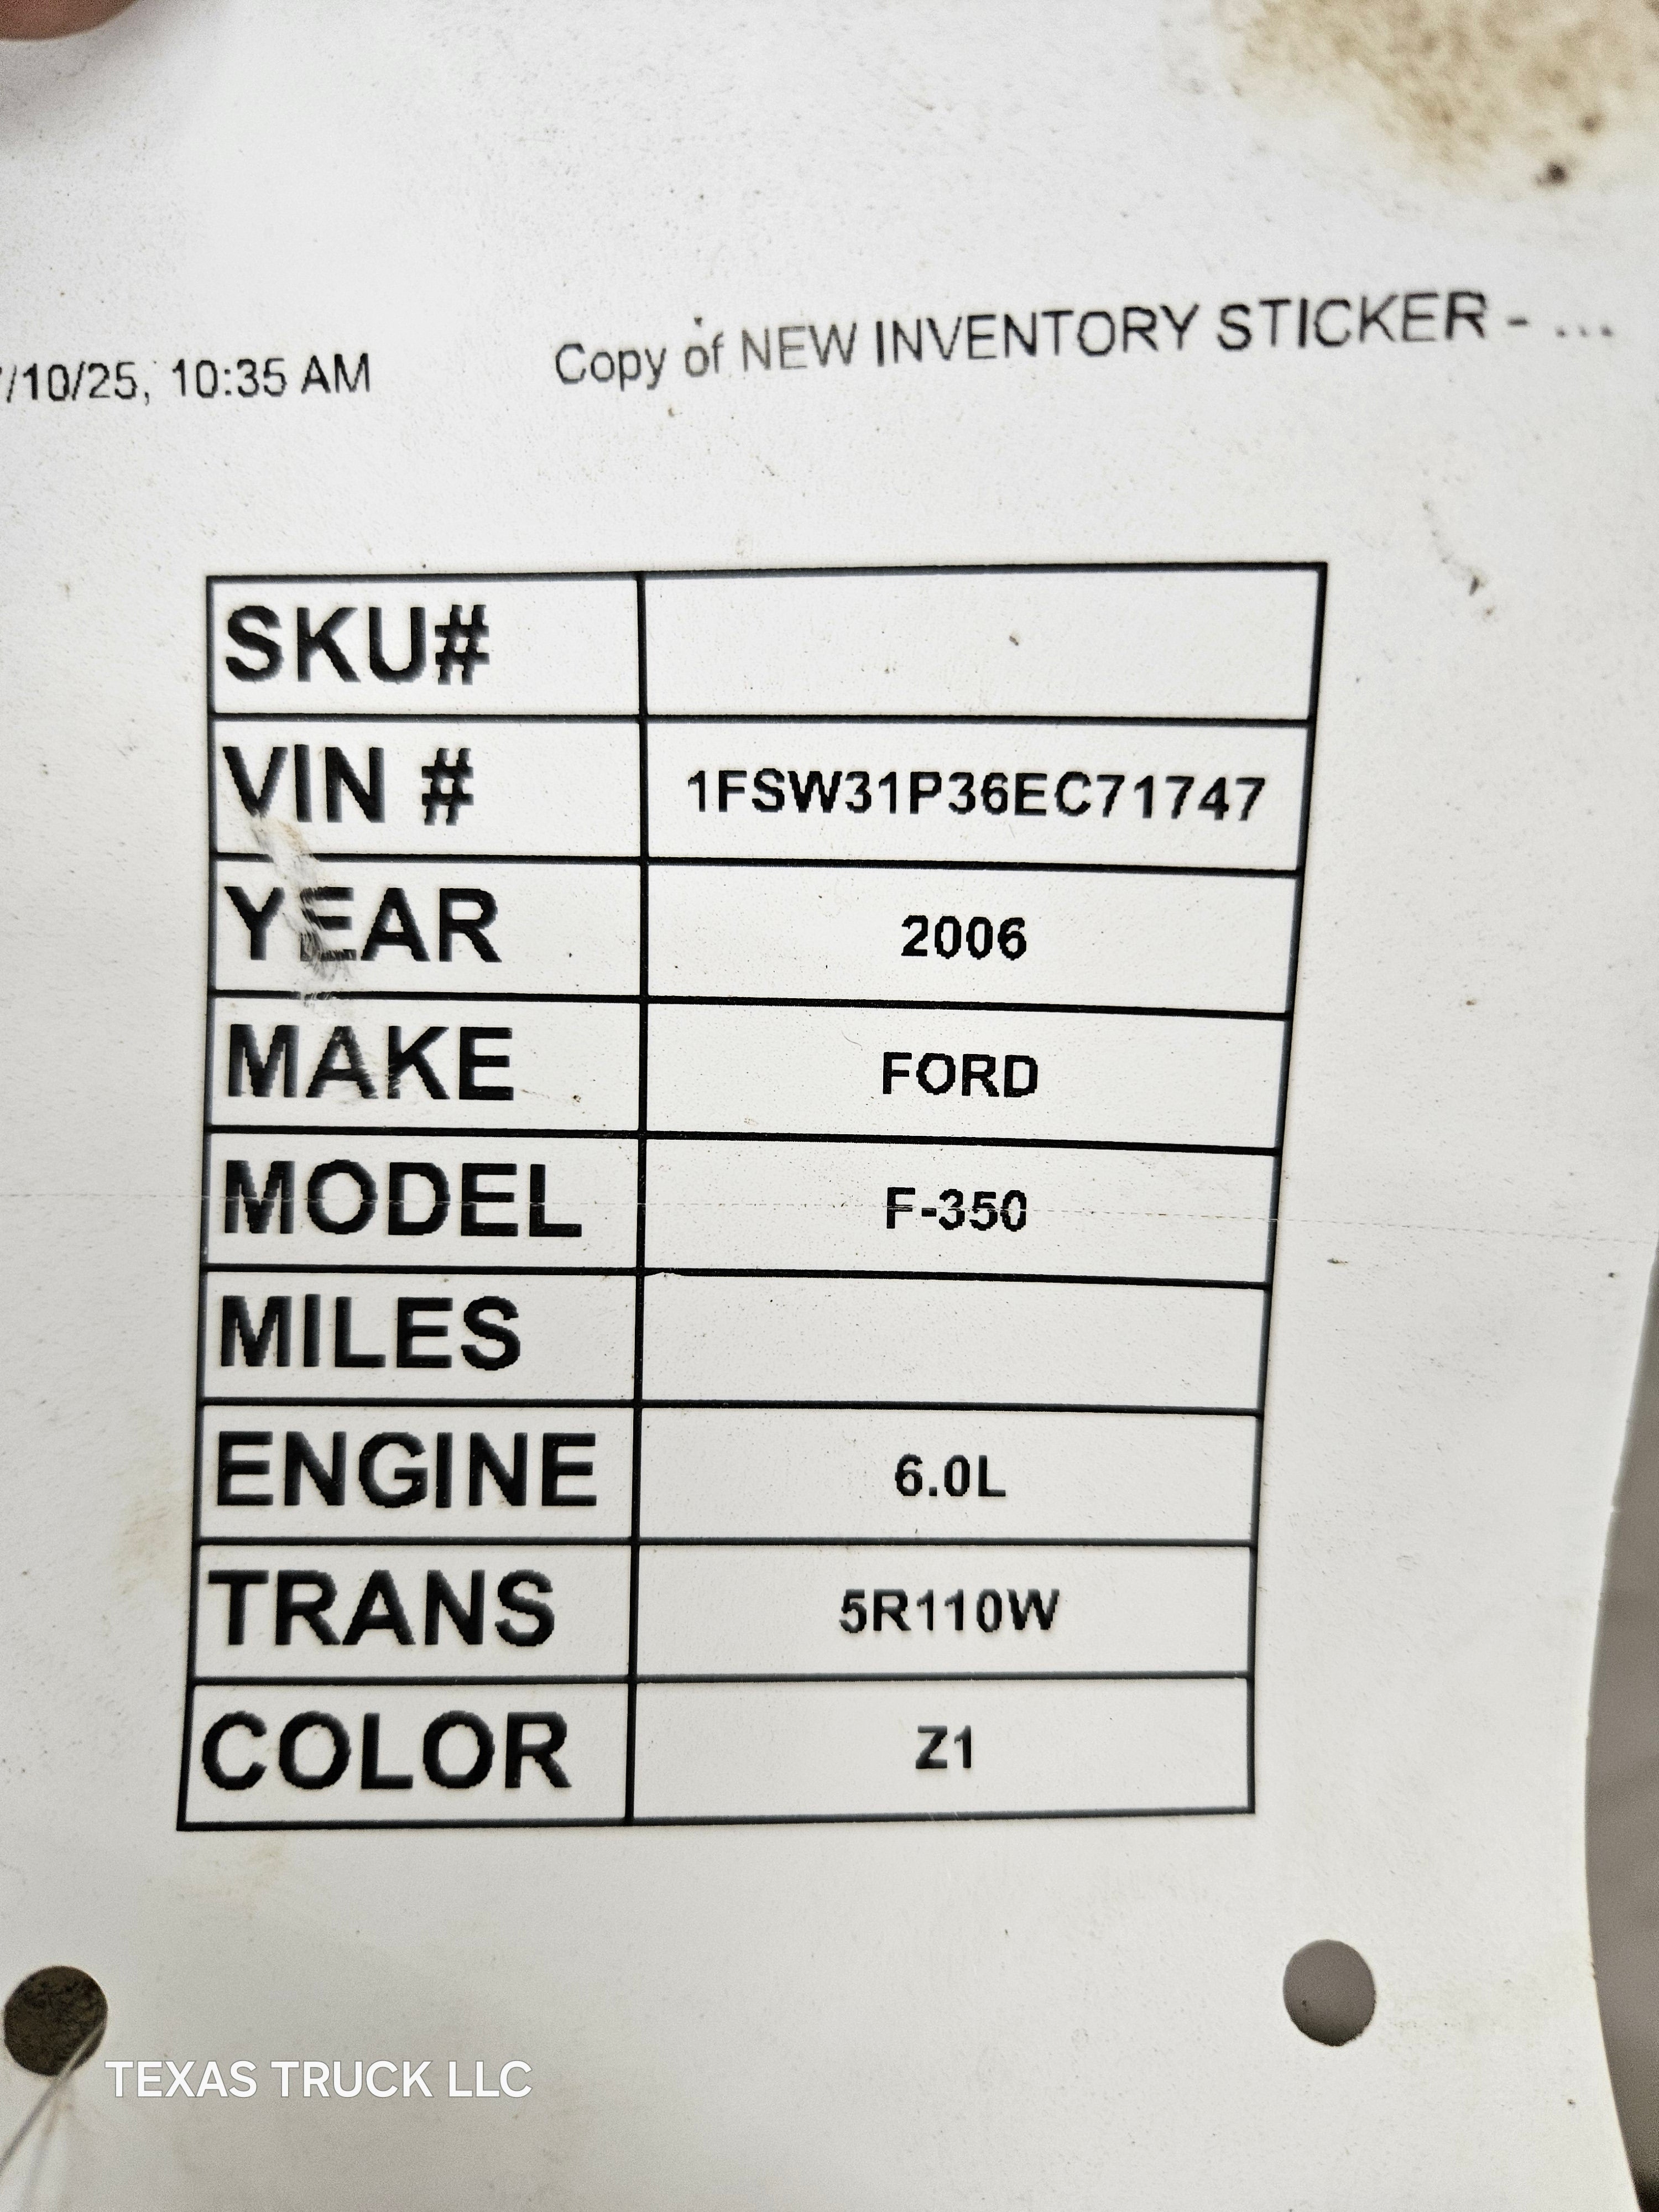 /10/25, 10:35 AM Copy of NEW INVENTORY STICKER - ...
SKU#
VIN # 1FSW31P36EC71747
YEAR 2006
MAKE FORD
MODEL F-350
MILES
ENGINE 6.0L
TRANS 5R110W
COLOR Z1
TEXAS TRUCK LLC